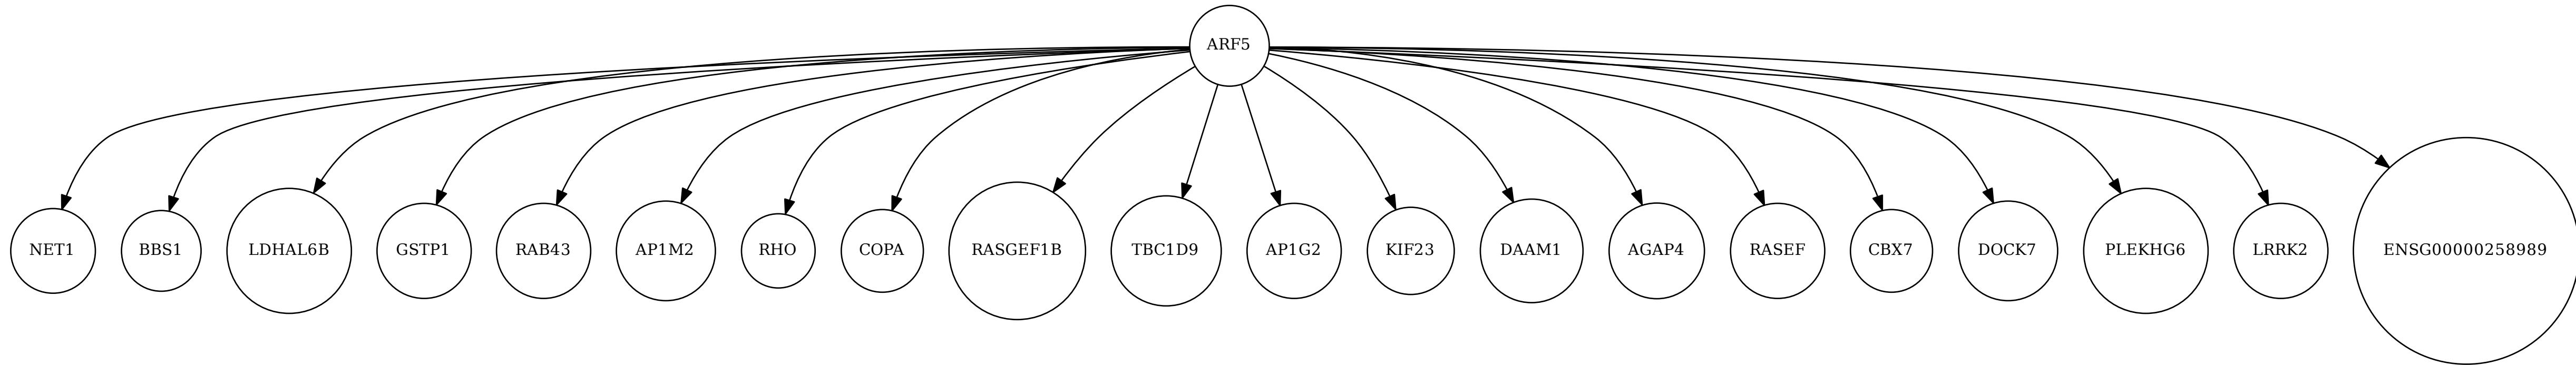 ARF5
NET1
BBS1
LDHAL6B
GSTP1
RAB43
AP1M2
RHO
COPA
RASGEF1B
TBC1D9
AP1G2
KIF23
DAAM1
AGAP4
RASEF
CBX7
DOCK7
PLEKHG6
LRRK2
ENSG00000258989